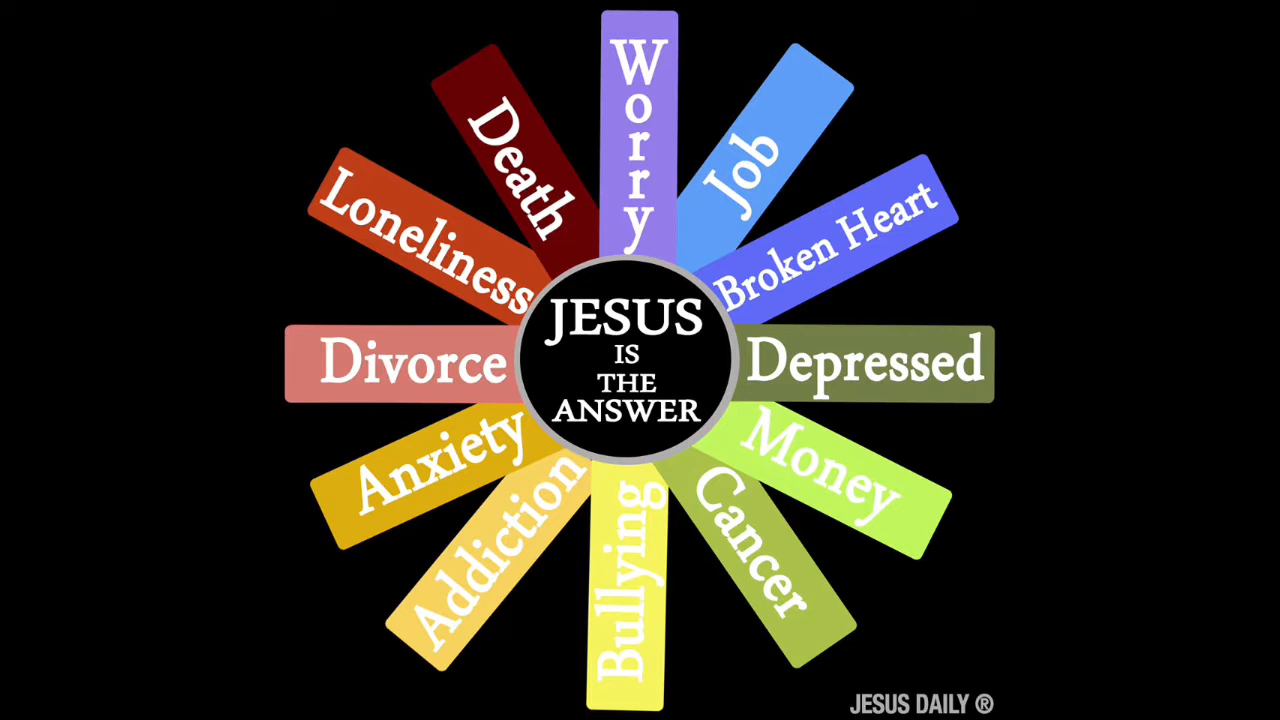 Worry
Job
Broken Heart
Depressed
Money
Cancer
Bullying
Addiction
Anxiety
Divorce
Loneliness
Death
JESUS
IS
THE
ANSWER
JESUS DAILY ®